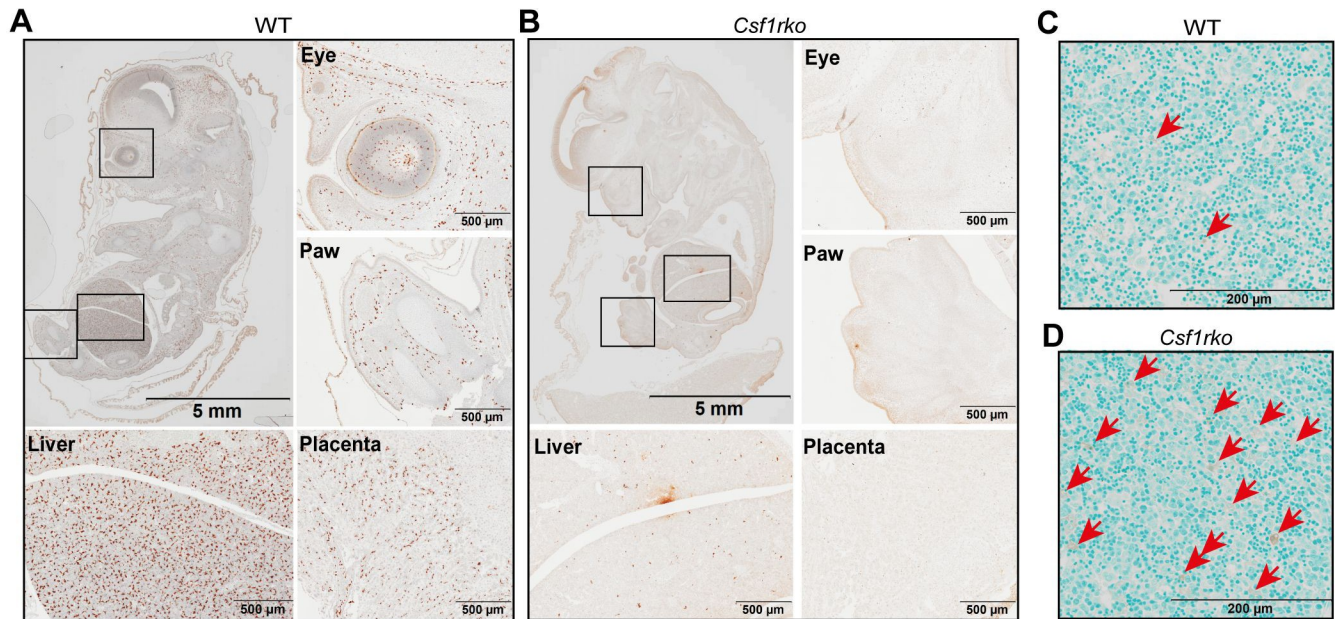 A
WT
Eye
500 µm
Paw
5 mm
500 µm
Liver
500 µm
Placenta
500 µm
B
Csf1rko
Eye
500 µm
Paw
5 mm
500 µm
Liver
500 µm
Placenta
500 µm
C
WT
200 µm
D
Csf1rko
200 µm